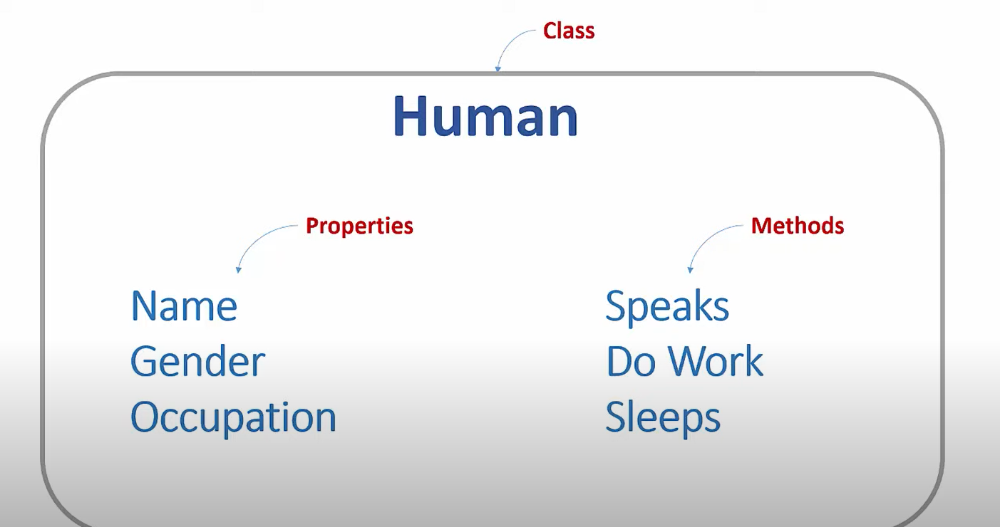 Class
Human
Properties
Methods
Name
Gender
Occupation
Speaks
Do Work
Sleeps